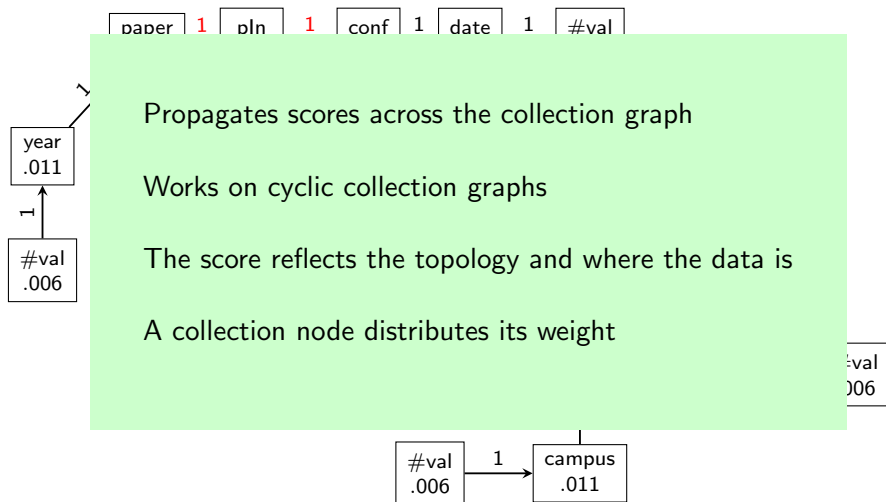 paper 1 pIn 1 conf 1 date 1 #val
1
year
.011
1
#val
.006
Propagates scores across the collection graph
Works on cyclic collection graphs
The score reflects the topology and where the data is
A collection node distributes its weight
#val
.006
1
campus
.011